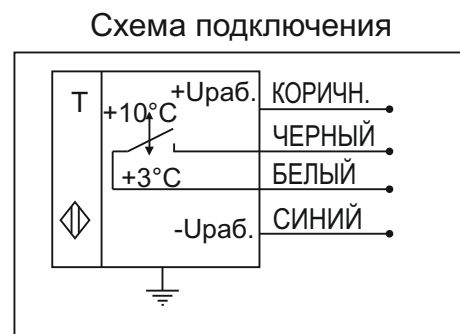 Схема подключения
T
+Uраб. КОРИЧН.
+10°C
ЧЕРНЫЙ
+3°C
БЕЛЫЙ
-Uраб. СИНИЙ